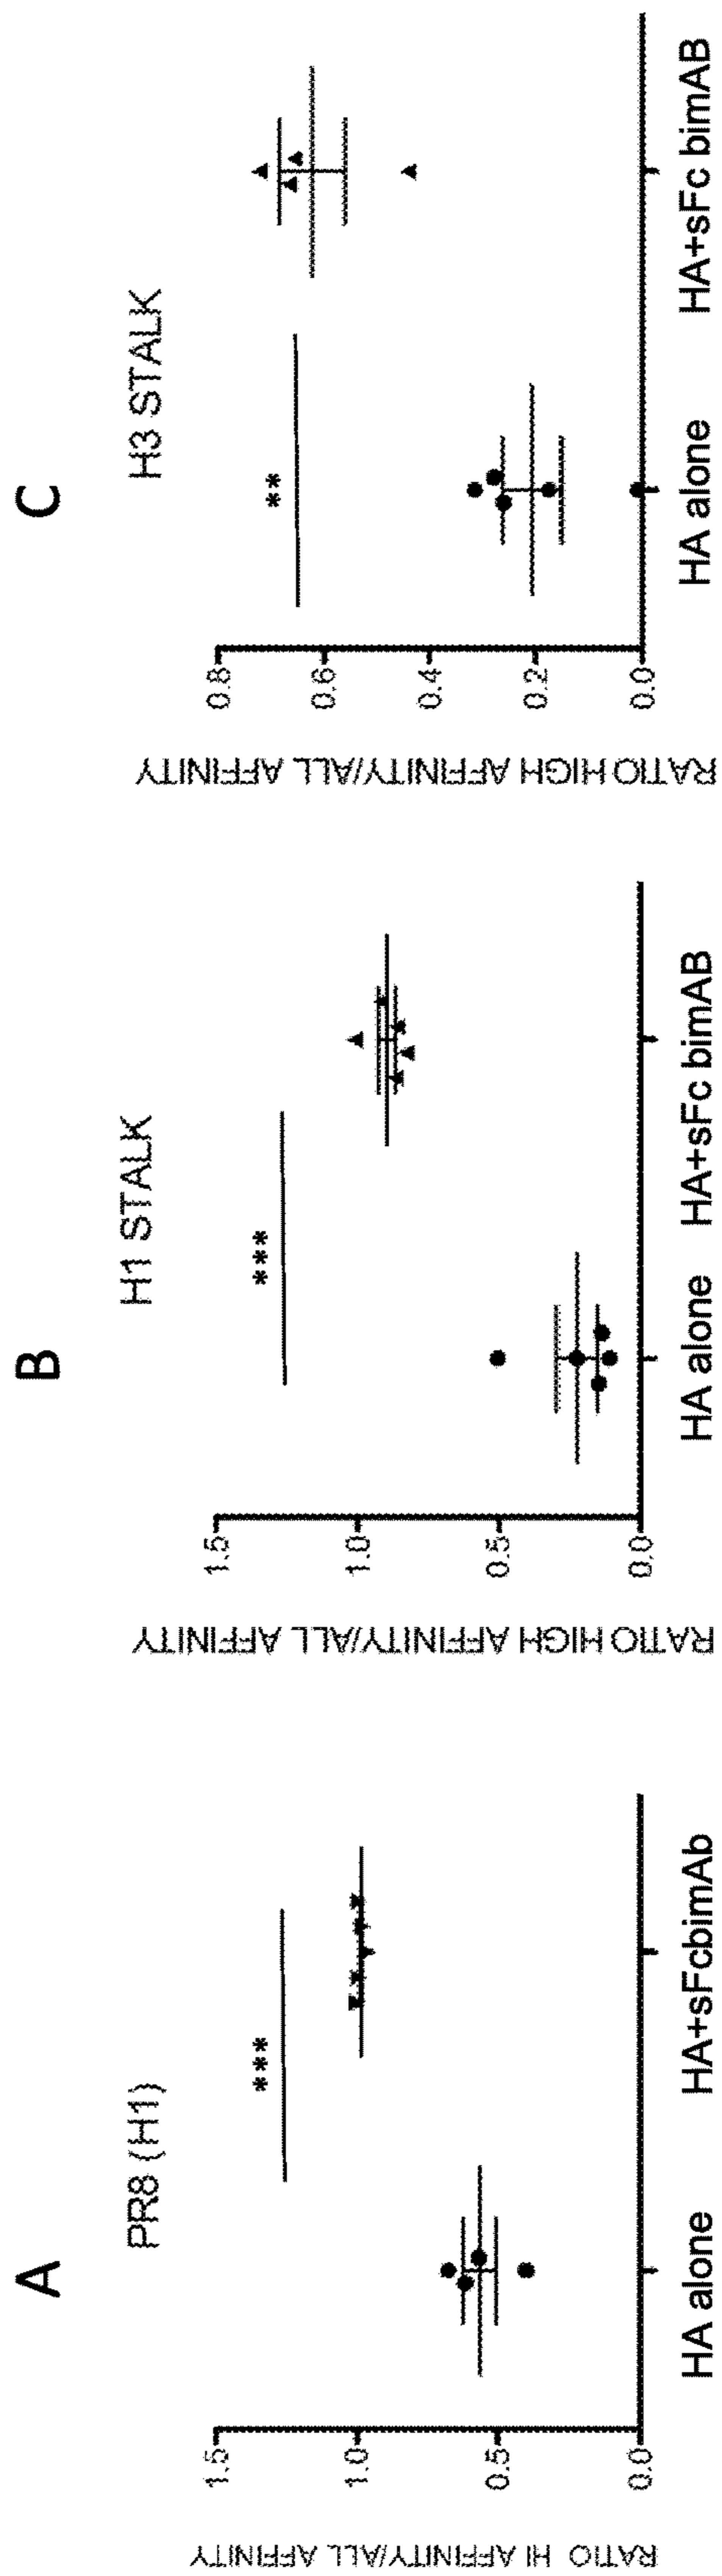 A
PR8 (H1)
RATIO HI AFFINITY/ALL AFFINITY
1.5
1.0
0.5
0.0
***
HA alone
HA+sFcbimAb
B
H1 STALK
RATIO HIGH AFFINITY/ALL AFFINITY
1.5
1.0
0.5
0.0
***
HA alone
HA+sFc bimAB
C
H3 STALK
RATIO HIGH AFFINITY/ALL AFFINITY
0.8
0.6
0.4
0.2
0.0
**
HA alone
HA+sFc bimAB